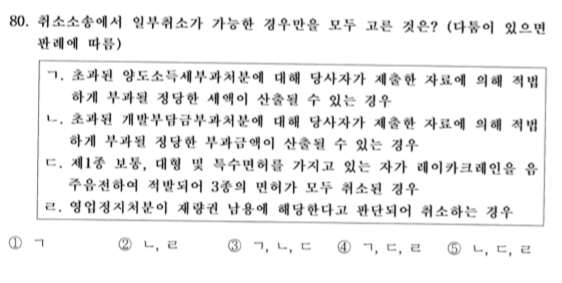 80. 취소소송에서 일부취소가 가능한 경우만을 모두 고른 것은? (다툼이 있으면
판례에 따름)
ㄱ. 초과된 양도소득세부과처분에 대해 당사자가 제출한 자료에 의해 적법
하게 부과될 정당한 세액이 산출될 수 있는 경우
ㄴ. 초과된 개발부담금부과처분에 대해 당사자가 제출한 자료에 의해 적법
하게 부과될 정당한 부과금액이 산출될 수 있는 경우
ㄷ. 제1종 보통, 대형 및 특수면허를 가지고 있는 자가 레이카크레인을 음
주음전하여 적발되어 3종의 면허가 모두 취소된 경우
ㄹ. 영업정지처분이 재량권 남용에 해당한다고 판단되어 취소하는 경우
① ㄱ ② ㄴ, ㄹ ③ ㄱ, ㄴ, ㄷ ④ ㄱ, ㄷ, ㄹ ⑤ ㄴ, ㄷ, ㄹ